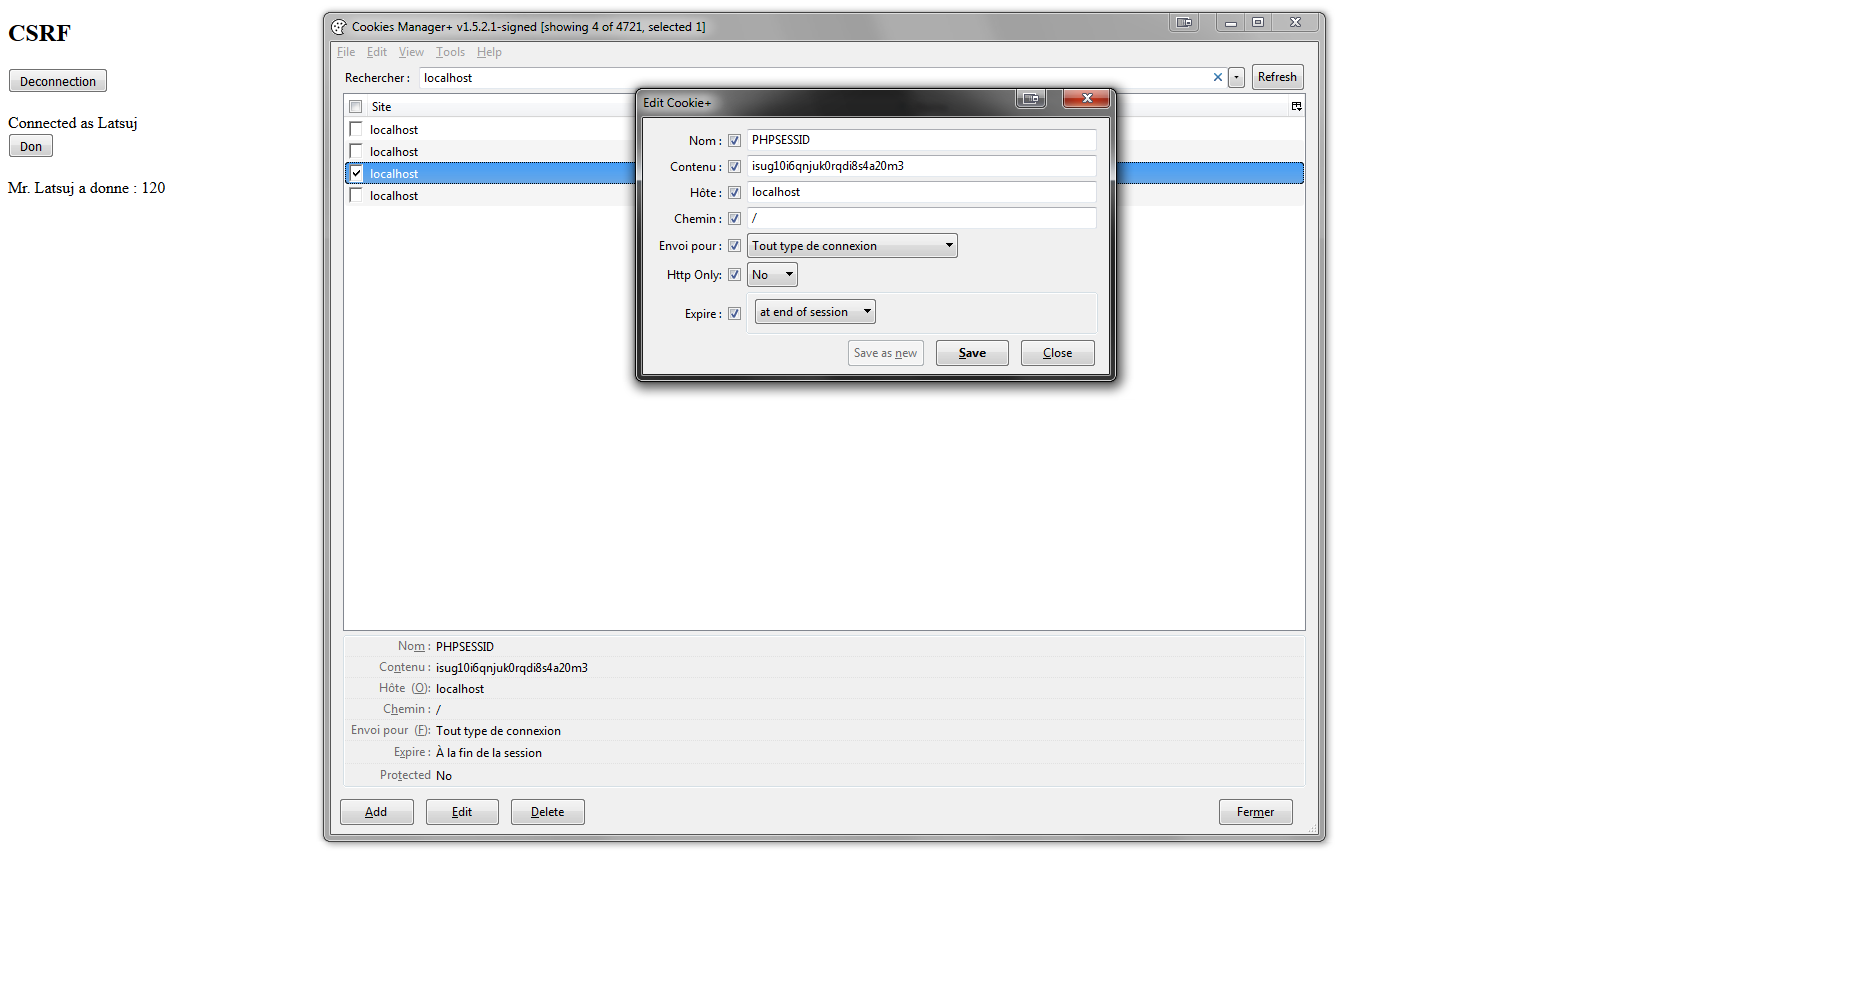 CSRF
Deconnection
Connected as Latsuj
Don
Mr. Latsuj a donne : 120
Cookies Manager+ v1.5.2.1-signed [showing 4 of 4721, selected 1]
File Edit View Tools Help
Rechercher : localhost Refresh
Site
localhost
localhost
localhost
localhost
Edit Cookie+
Nom : PHPSESSID
Contenu : isug10i6qnjuk0rqdi8s4a20m3
Hôte : localhost
Chemin : /
Envoi pour : Tout type de connexion
Http Only: No
Expire : at end of session
Save as new Save Close
Nom : PHPSESSID
Contenu : isug10i6qnjuk0rqdi8s4a20m3
Hôte (O): localhost
Chemin : /
Envoi pour (F): Tout type de connexion
Expire : À la fin de la session
Protected No
Add Edit Delete Fermer